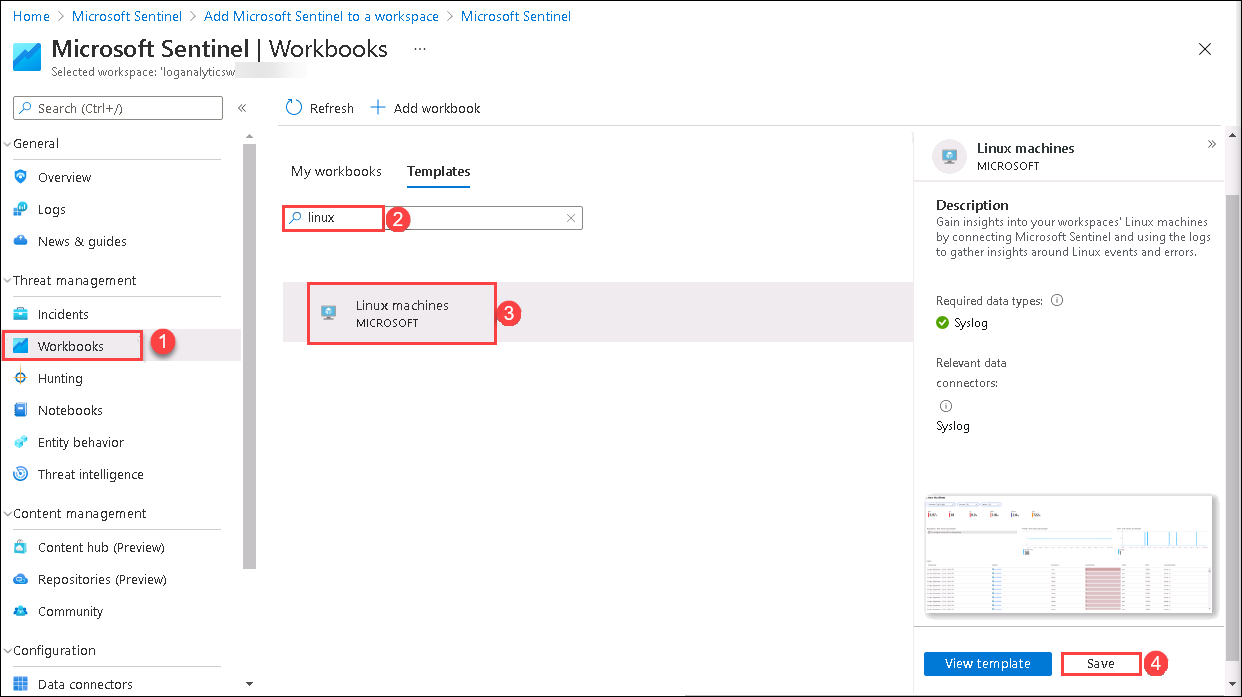 Home > Microsoft Sentinel > Add Microsoft Sentinel to a workspace > Microsoft Sentinel
Microsoft Sentinel | Workbooks ...
Selected workspace: 'loganalyticsw
Search (Ctrl+/)
«
General
Overview
Logs
News & guides
Threat management
Incidents
Workbooks
1
Hunting
Notebooks
Entity behavior
Threat intelligence
Content management
Content hub (Preview)
Repositories (Preview)
Community
Configuration
Data connectors
Refresh
Add workbook
My workbooks
Templates
linux
2
Linux machines
MICROSOFT
3
Linux machines
MICROSOFT
»
Description
Gain insights into your workspaces' Linux machines
by connecting Microsoft Sentinel and using the logs
to gather insights around Linux events and errors.
Required data types:
Syslog
Relevant data
connectors:
Syslog
View template
Save
4